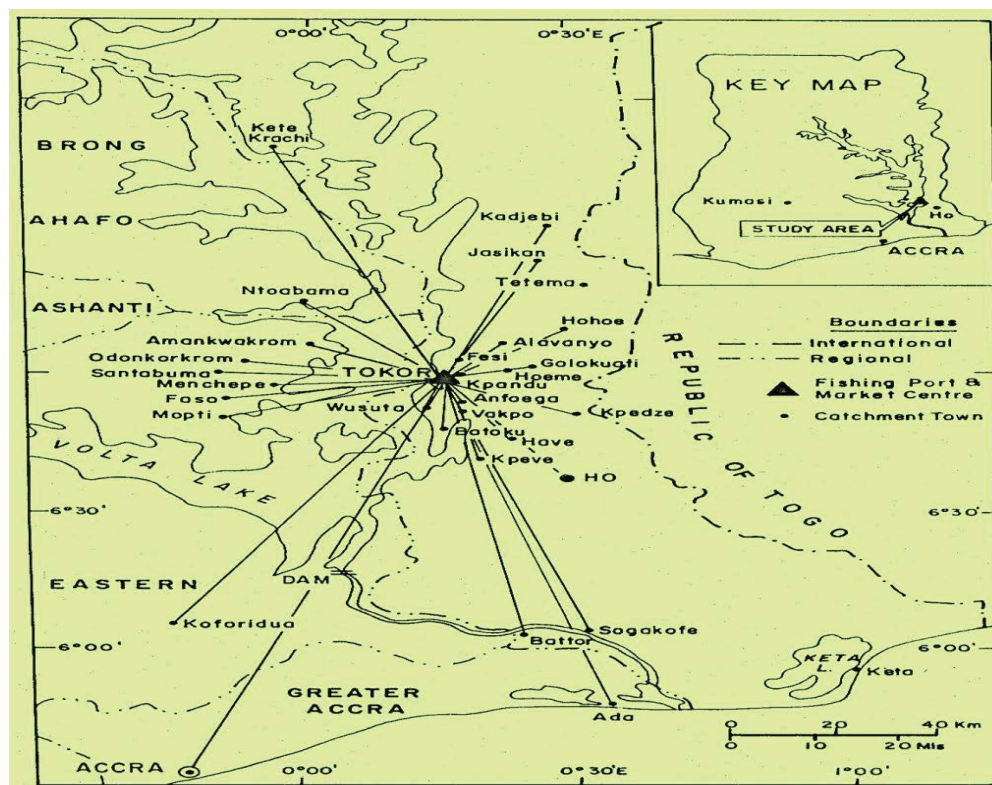 0°00'
0°30'E
KEY MAP
Kumasi
Ho
STUDY AREA
ACCRA
BRONG
AHAFO
ASHANTI
Kete
Krachi
Kadjebi
Jasikan
Tetema
Ntoabama
Hohoe
Amankwakrom
Alavanyo
Odonkorkrom
Fesi
Golokuati
Santabuma
TOKOR
Hoeme
Menchepe
Kpandu
Faso
Anfoega
Mopti
Wusuta
Vakpo
Kpedze
Botoku
Have
Kpeve
HO
VOLTA LAKE
REPUBLIC OF TOGO
Boundaries
International
Regional
Fishing Port &
Market Centre
Catchment Town
6°30'
6°30'
EASTERN
DAM
Koforidua
Battor
Sogakofe
6°00'
6°00'
KETA
L.
Keta
GREATER
ACCRA
Ada
ACCRA
0 20 40 Km
0 10 20 Mls
0°00'
0°30'E
1°00'